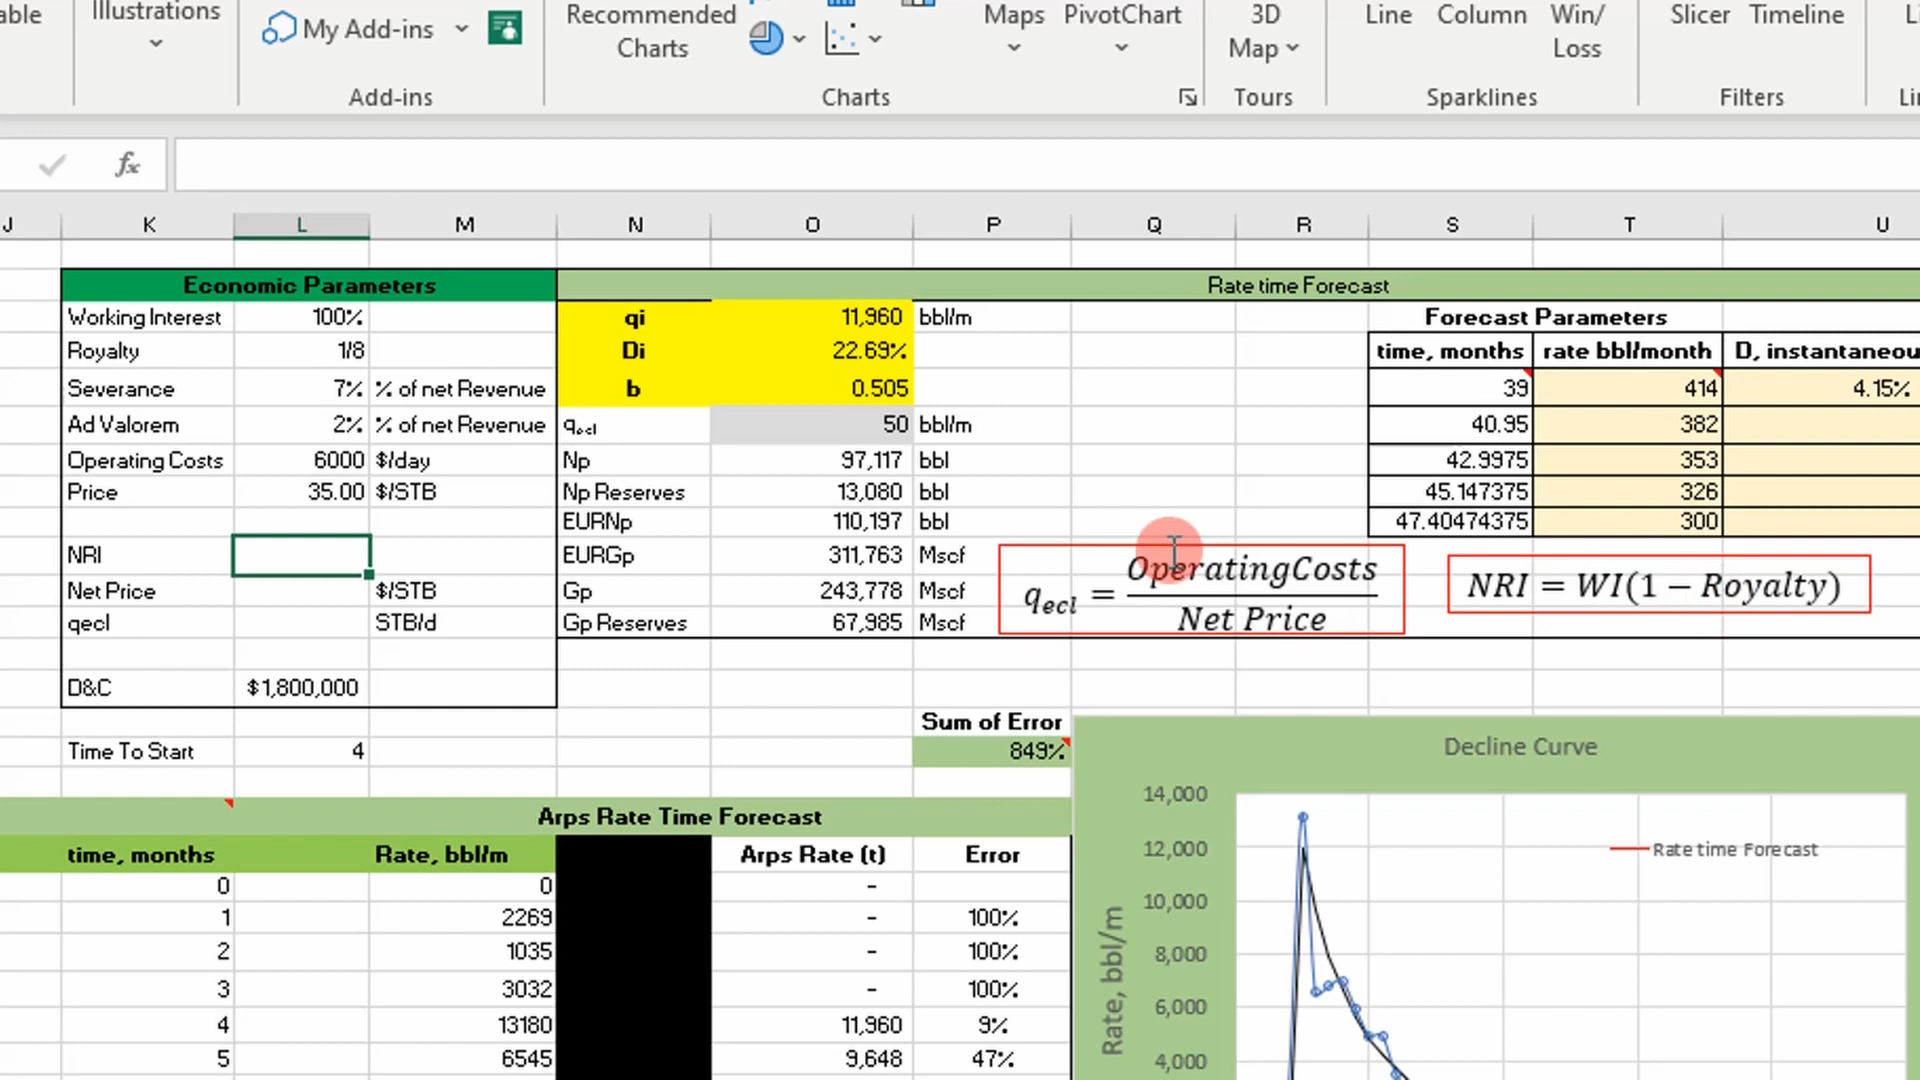 able
Illustrations
My Add-ins
Recommended
Charts
Maps
PivotChart
3D
Map
Line
Column
Win/
Loss
Slicer
Timeline
Add-ins
Charts
Tours
Sparklines
Filters
fx
J K L M N O P Q R S T U
Economic Parameters
Rate time Forecast
Working Interest 100% qi 11,960 bbl/m Forecast Parameters
Royalty 1/8 Di 22.69% time, months rate bbl/month D, instantaneou
Severance 7% % of net Revenue b 0.505 39 414 4.15%
Ad Valorem 2% % of net Revenue qecl 50 bbl/m 40.95 382
Operating Costs 6000 $/day Np 97,117 bbl 42.9975 353
Price 35.00 $/STB Np Reserves 13,080 bbl 45.147375 326
EURNp 110,197 bbl 47.40474375 300
NRI EURGp 311,763 Mscf
Net Price $/STB Gp 243,778 Mscf
qecl STB/d Gp Reserves 67,985 Mscf
qecl = OperatingCosts
Net Price
NRI = WI(1 − Royalty)
D&C $1,800,000
Sum of Error
Time To Start 4 849%
Arps Rate Time Forecast
time, months Rate, bbl/m Arps Rate (t) Error
0 0 -
1 2269 - 100%
2 1035 - 100%
3 3032 - 100%
4 13180 11,960 9%
5 6545 9,648 47%
Decline Curve
14,000
12,000
10,000
8,000
6,000
4,000
Rate, bbl/m
Rate time Forecast